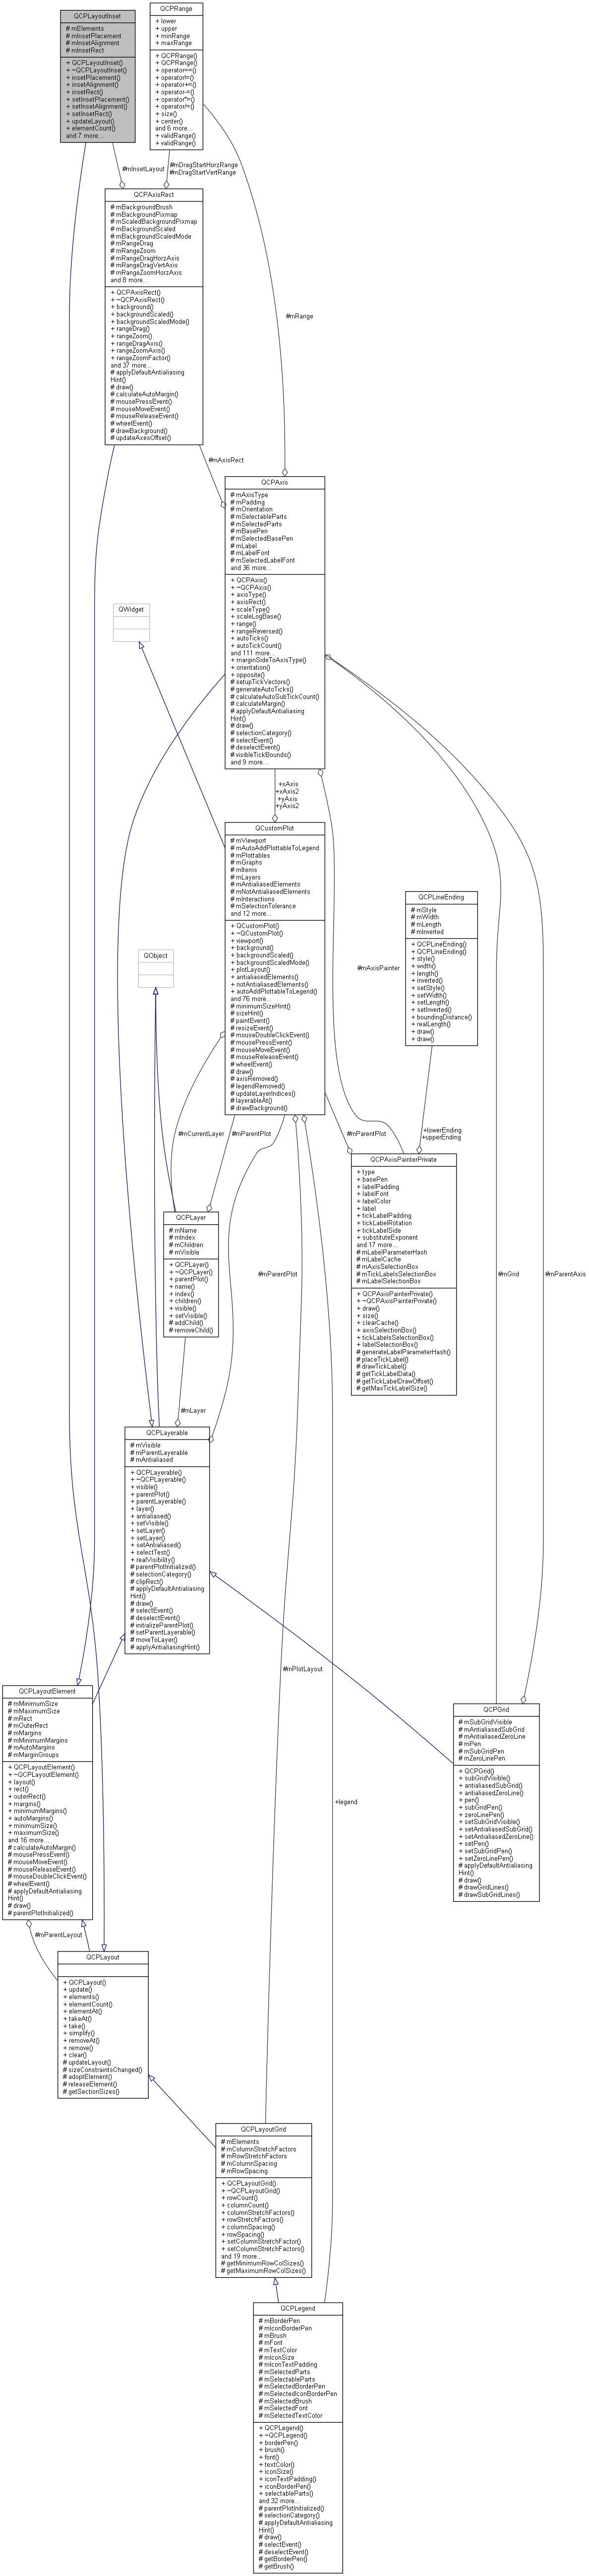 QCPLayoutInset
# mElements
# mInsetPlacement
# mInsetAlignment
# mInsetRect
+ QCPLayoutInset()
+ ~QCPLayoutInset()
+ insetPlacement()
+ insetAlignment()
+ insetRect()
+ setInsetPlacement()
+ setInsetAlignment()
+ setInsetRect()
+ updateLayout()
+ elementCount()
and 7 more...
QCPRange
+ lower
+ upper
+ minRange
+ maxRange
+ QCPRange()
+ QCPRange()
+ operator==()
+ operator!=()
+ operator+=()
+ operator-=()
+ operator*=()
+ operator/=()
+ size()
+ center()
and 6 more...
+ validRange()
+ validRange()
#mInsetLayout
#mDragStartHorzRange
#mDragStartVertRange
QCPAxisRect
# mBackgroundBrush
# mBackgroundPixmap
# mScaledBackgroundPixmap
# mBackgroundScaled
# mBackgroundScaledMode
# mRangeDrag
# mRangeZoom
# mRangeDragHorzAxis
# mRangeDragVertAxis
# mRangeZoomHorzAxis
and 8 more...
+ QCPAxisRect()
+ ~QCPAxisRect()
+ background()
+ backgroundScaled()
+ backgroundScaledMode()
+ rangeDrag()
+ rangeZoom()
+ rangeDragAxis()
+ rangeZoomAxis()
+ rangeZoomFactor()
and 37 more...
# applyDefaultAntialiasing
Hint()
# draw()
# calculateAutoMargin()
# mousePressEvent()
# mouseMoveEvent()
# mouseReleaseEvent()
# wheelEvent()
# drawBackground()
# updateAxesOffset()
#mRange
#mAxisRect
QCPAxis
# mAxisType
# mPadding
# mOrientation
# mSelectableParts
# mSelectedParts
# mBasePen
# mSelectedBasePen
# mLabel
# mLabelFont
# mSelectedLabelFont
and 36 more...
+ QCPAxis()
+ ~QCPAxis()
+ axisType()
+ axisRect()
+ scaleType()
+ scaleLogBase()
+ range()
+ rangeReversed()
+ autoTicks()
+ autoTickCount()
and 111 more...
+ marginSideToAxisType()
+ orientation()
+ opposite()
# setupTickVectors()
# generateAutoTicks()
# calculateAutoSubTickCount()
# calculateMargin()
# applyDefaultAntialiasing
Hint()
# draw()
# selectionCategory()
# selectEvent()
# deselectEvent()
# visibleTickBounds()
and 9 more...
QWidget
+xAxis
+xAxis2
+yAxis
+yAxis2
QCustomPlot
# mViewport
# mAutoAddPlottableToLegend
# mPlottables
# mGraphs
# mItems
# mLayers
# mAntialiasedElements
# mNotAntialiasedElements
# mInteractions
# mSelectionTolerance
and 12 more...
+ QCustomPlot()
+ ~QCustomPlot()
+ viewport()
+ background()
+ backgroundScaled()
+ backgroundScaledMode()
+ plotLayout()
+ antialiasedElements()
+ notAntialiasedElements()
+ autoAddPlottableToLegend()
and 76 more...
# minimumSizeHint()
# sizeHint()
# paintEvent()
# resizeEvent()
# mouseDoubleClickEvent()
# mousePressEvent()
# mouseMoveEvent()
# mouseReleaseEvent()
# wheelEvent()
# draw()
# axisRemoved()
# legendRemoved()
# updateLayerIndices()
# layerableAt()
# drawBackground()
QCPLineEnding
# mStyle
# mWidth
# mLength
# mInverted
+ QCPLineEnding()
+ QCPLineEnding()
+ style()
+ width()
+ length()
+ inverted()
+ setStyle()
+ setWidth()
+ setLength()
+ setInverted()
+ boundingDistance()
+ realLength()
+ draw()
+ draw()
QObject
#mAxisPainter
#mCurrentLayer
#mParentPlot
#mParentPlot
+lowerEnding
+upperEnding
QCPAxisPainterPrivate
+ type
+ basePen
+ labelPadding
+ labelFont
+ labelColor
+ label
+ tickLabelPadding
+ tickLabelRotation
+ tickLabelSide
+ substituteExponent
and 17 more...
# mLabelParameterHash
# mLabelCache
# mAxisSelectionBox
# mTickLabelsSelectionBox
# mLabelSelectionBox
+ QCPAxisPainterPrivate()
+ ~QCPAxisPainterPrivate()
+ draw()
+ size()
+ clearCache()
+ axisSelectionBox()
+ tickLabelsSelectionBox()
+ labelSelectionBox()
# generateLabelParameterHash()
# placeTickLabel()
# drawTickLabel()
# getTickLabelData()
# getTickLabelDrawOffset()
# getMaxTickLabelSize()
QCPLayer
# mName
# mIndex
# mChildren
# mVisible
+ QCPLayer()
+ ~QCPLayer()
+ parentPlot()
+ name()
+ index()
+ children()
+ visible()
+ setVisible()
# addChild()
# removeChild()
#mParentPlot
#mGrid
#mParentAxis
#mLayer
QCPLayerable
# mVisible
# mParentLayerable
# mAntialiased
+ QCPLayerable()
+ ~QCPLayerable()
+ visible()
+ parentPlot()
+ parentLayerable()
+ layer()
+ antialiased()
+ setVisible()
+ setLayer()
+ setLayer()
+ setAntialiased()
+ selectTest()
+ realVisibility()
# parentPlotInitialized()
# selectionCategory()
# clipRect()
# applyDefaultAntialiasing
Hint()
# draw()
# selectEvent()
# deselectEvent()
# initializeParentPlot()
# setParentLayerable()
# moveToLayer()
# applyAntialiasingHint()
#mPlotLayout
QCPLayoutElement
# mMinimumSize
# mMaximumSize
# mRect
# mOuterRect
# mMargins
# mMinimumMargins
# mAutoMargins
# mMarginGroups
+ QCPLayoutElement()
+ ~QCPLayoutElement()
+ layout()
+ rect()
+ outerRect()
+ margins()
+ minimumMargins()
+ autoMargins()
+ minimumSize()
+ maximumSize()
and 16 more...
# calculateAutoMargin()
# mousePressEvent()
# mouseMoveEvent()
# mouseReleaseEvent()
# mouseDoubleClickEvent()
# wheelEvent()
# applyDefaultAntialiasing
Hint()
# draw()
# parentPlotInitialized()
QCPGrid
# mSubGridVisible
# mAntialiasedSubGrid
# mAntialiasedZeroLine
# mPen
# mSubGridPen
# mZeroLinePen
+ QCPGrid()
+ subGridVisible()
+ antialiasedSubGrid()
+ antialiasedZeroLine()
+ pen()
+ subGridPen()
+ zeroLinePen()
+ setSubGridVisible()
+ setAntialiasedSubGrid()
+ setAntialiasedZeroLine()
+ setPen()
+ setSubGridPen()
+ setZeroLinePen()
# applyDefaultAntialiasing
Hint()
# draw()
# drawGridLines()
# drawSubGridLines()
+legend
#mParentLayout
QCPLayout
+ QCPLayout()
+ update()
+ elements()
+ elementCount()
+ elementAt()
+ takeAt()
+ take()
+ simplify()
+ removeAt()
+ remove()
+ clear()
# updateLayout()
# sizeConstraintsChanged()
# adoptElement()
# releaseElement()
# getSectionSizes()
QCPLayoutGrid
# mElements
# mColumnStretchFactors
# mRowStretchFactors
# mColumnSpacing
# mRowSpacing
+ QCPLayoutGrid()
+ ~QCPLayoutGrid()
+ rowCount()
+ columnCount()
+ columnStretchFactors()
+ rowStretchFactors()
+ columnSpacing()
+ rowSpacing()
+ setColumnStretchFactor()
+ setColumnStretchFactors()
and 19 more...
# getMinimumRowColSizes()
# getMaximumRowColSizes()
QCPLegend
# mBorderPen
# mIconBorderPen
# mBrush
# mFont
# mTextColor
# mIconSize
# mIconTextPadding
# mSelectedParts
# mSelectableParts
# mSelectedBorderPen
# mSelectedIconBorderPen
# mSelectedBrush
# mSelectedFont
# mSelectedTextColor
+ QCPLegend()
+ ~QCPLegend()
+ borderPen()
+ brush()
+ font()
+ textColor()
+ iconSize()
+ iconTextPadding()
+ iconBorderPen()
+ selectableParts()
and 32 more...
# parentPlotInitialized()
# selectionCategory()
# applyDefaultAntialiasing
Hint()
# draw()
# selectEvent()
# deselectEvent()
# getBorderPen()
# getBrush()